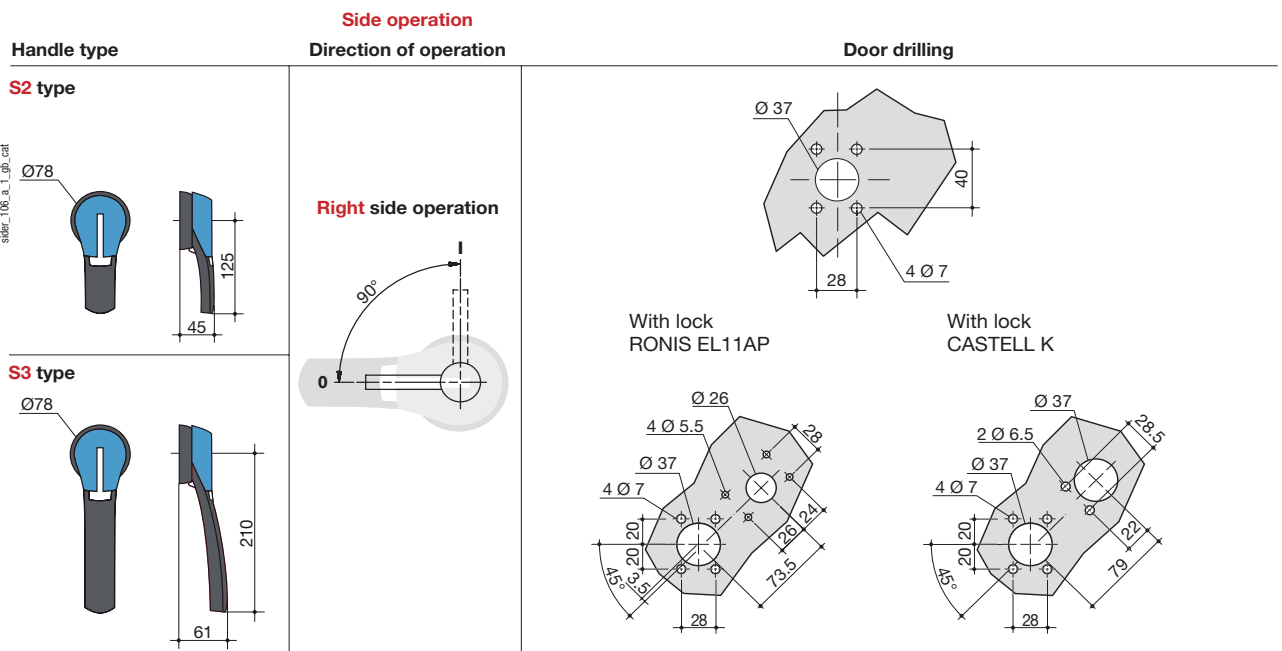 Side operation
Handle type
Direction of operation
Door drilling
S2 type
sider_106_a_1_gb_cat
Ø78
125
45
Right side operation
I
90°
0
Ø 37
40
28
4 Ø 7
S3 type
Ø78
210
61
With lock
RONIS EL11AP
Ø 26
4 Ø 5.5
28
Ø 37
4 Ø 7
20
20
24
26
73.5
45°
3.5
28
With lock
CASTELL K
Ø 37
2 Ø 6.5
28.5
Ø 37
4 Ø 7
20
20
22
79
45°
28